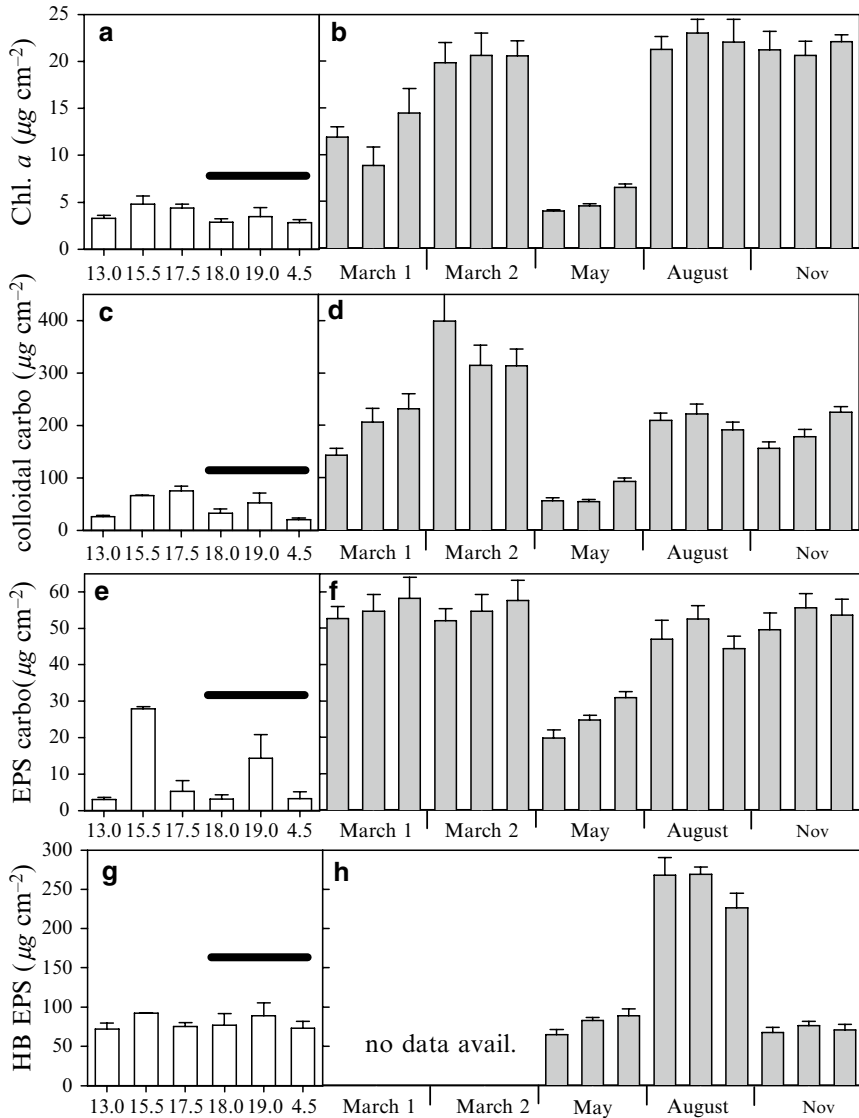 a
b
Chl. a (µg cm⁻²)
25
20
15
10
5
0
13.0 15.5 17.5 18.0 19.0 4.5
March 1 March 2 May August Nov
c
d
colloidal carbo (µg cm⁻²)
400
300
200
100
0
13.0 15.5 17.5 18.0 19.0 4.5
March 1 March 2 May August Nov
e
f
EPS carbo(µg cm⁻²)
60
50
40
30
20
10
0
13.0 15.5 17.5 18.0 19.0 4.5
March 1 March 2 May August Nov
g
h
HB EPS (µg cm⁻²)
300
250
200
150
100
50
0
no data avail.
13.0 15.5 17.5 18.0 19.0 4.5
March 1 March 2 May August Nov